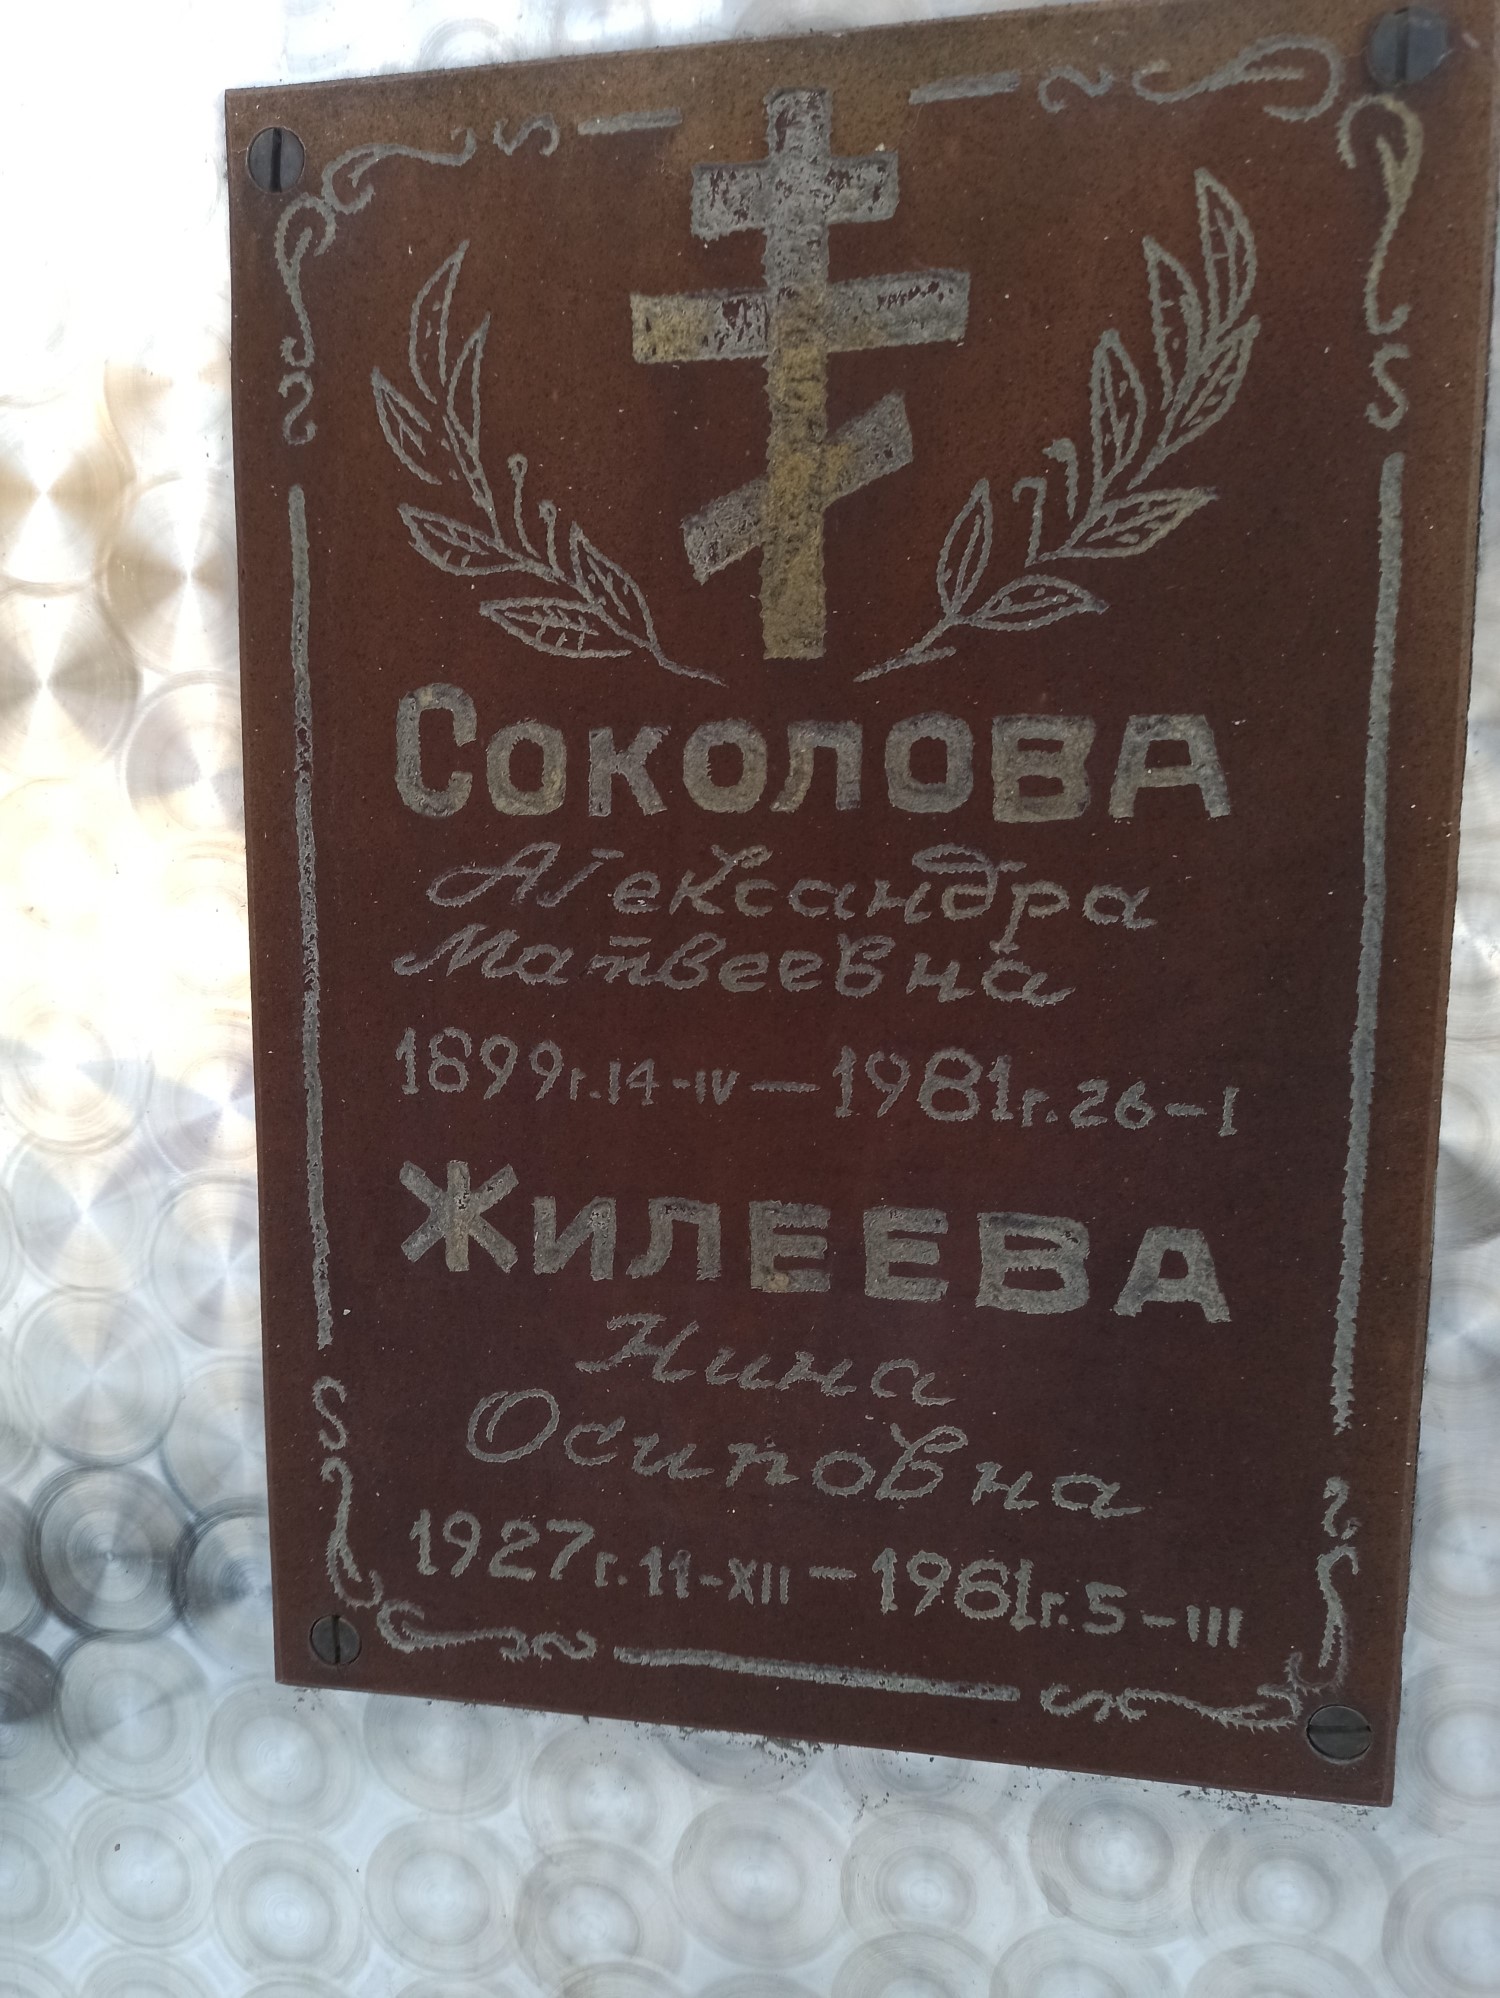 Соколова
Александра
Матвеевна
1899г.14-IV—1981г.26-I
Жилеева
Нина
Осиповна
1927г.11-XII—1961г.5-III